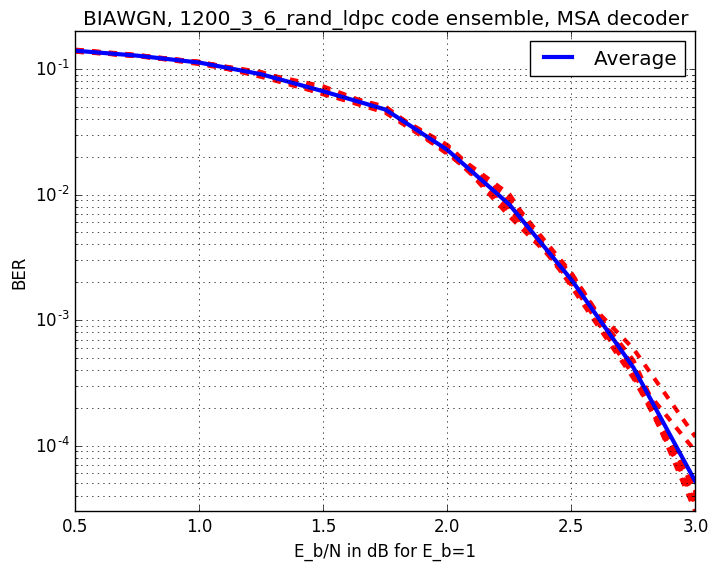 BIAWGN, 1200_3_6_rand_ldpc code ensemble, MSA decoder
Average
10^-1
10^-2
10^-3
10^-4
BER
0.5 1.0 1.5 2.0 2.5 3.0
E_b/N in dB for E_b=1